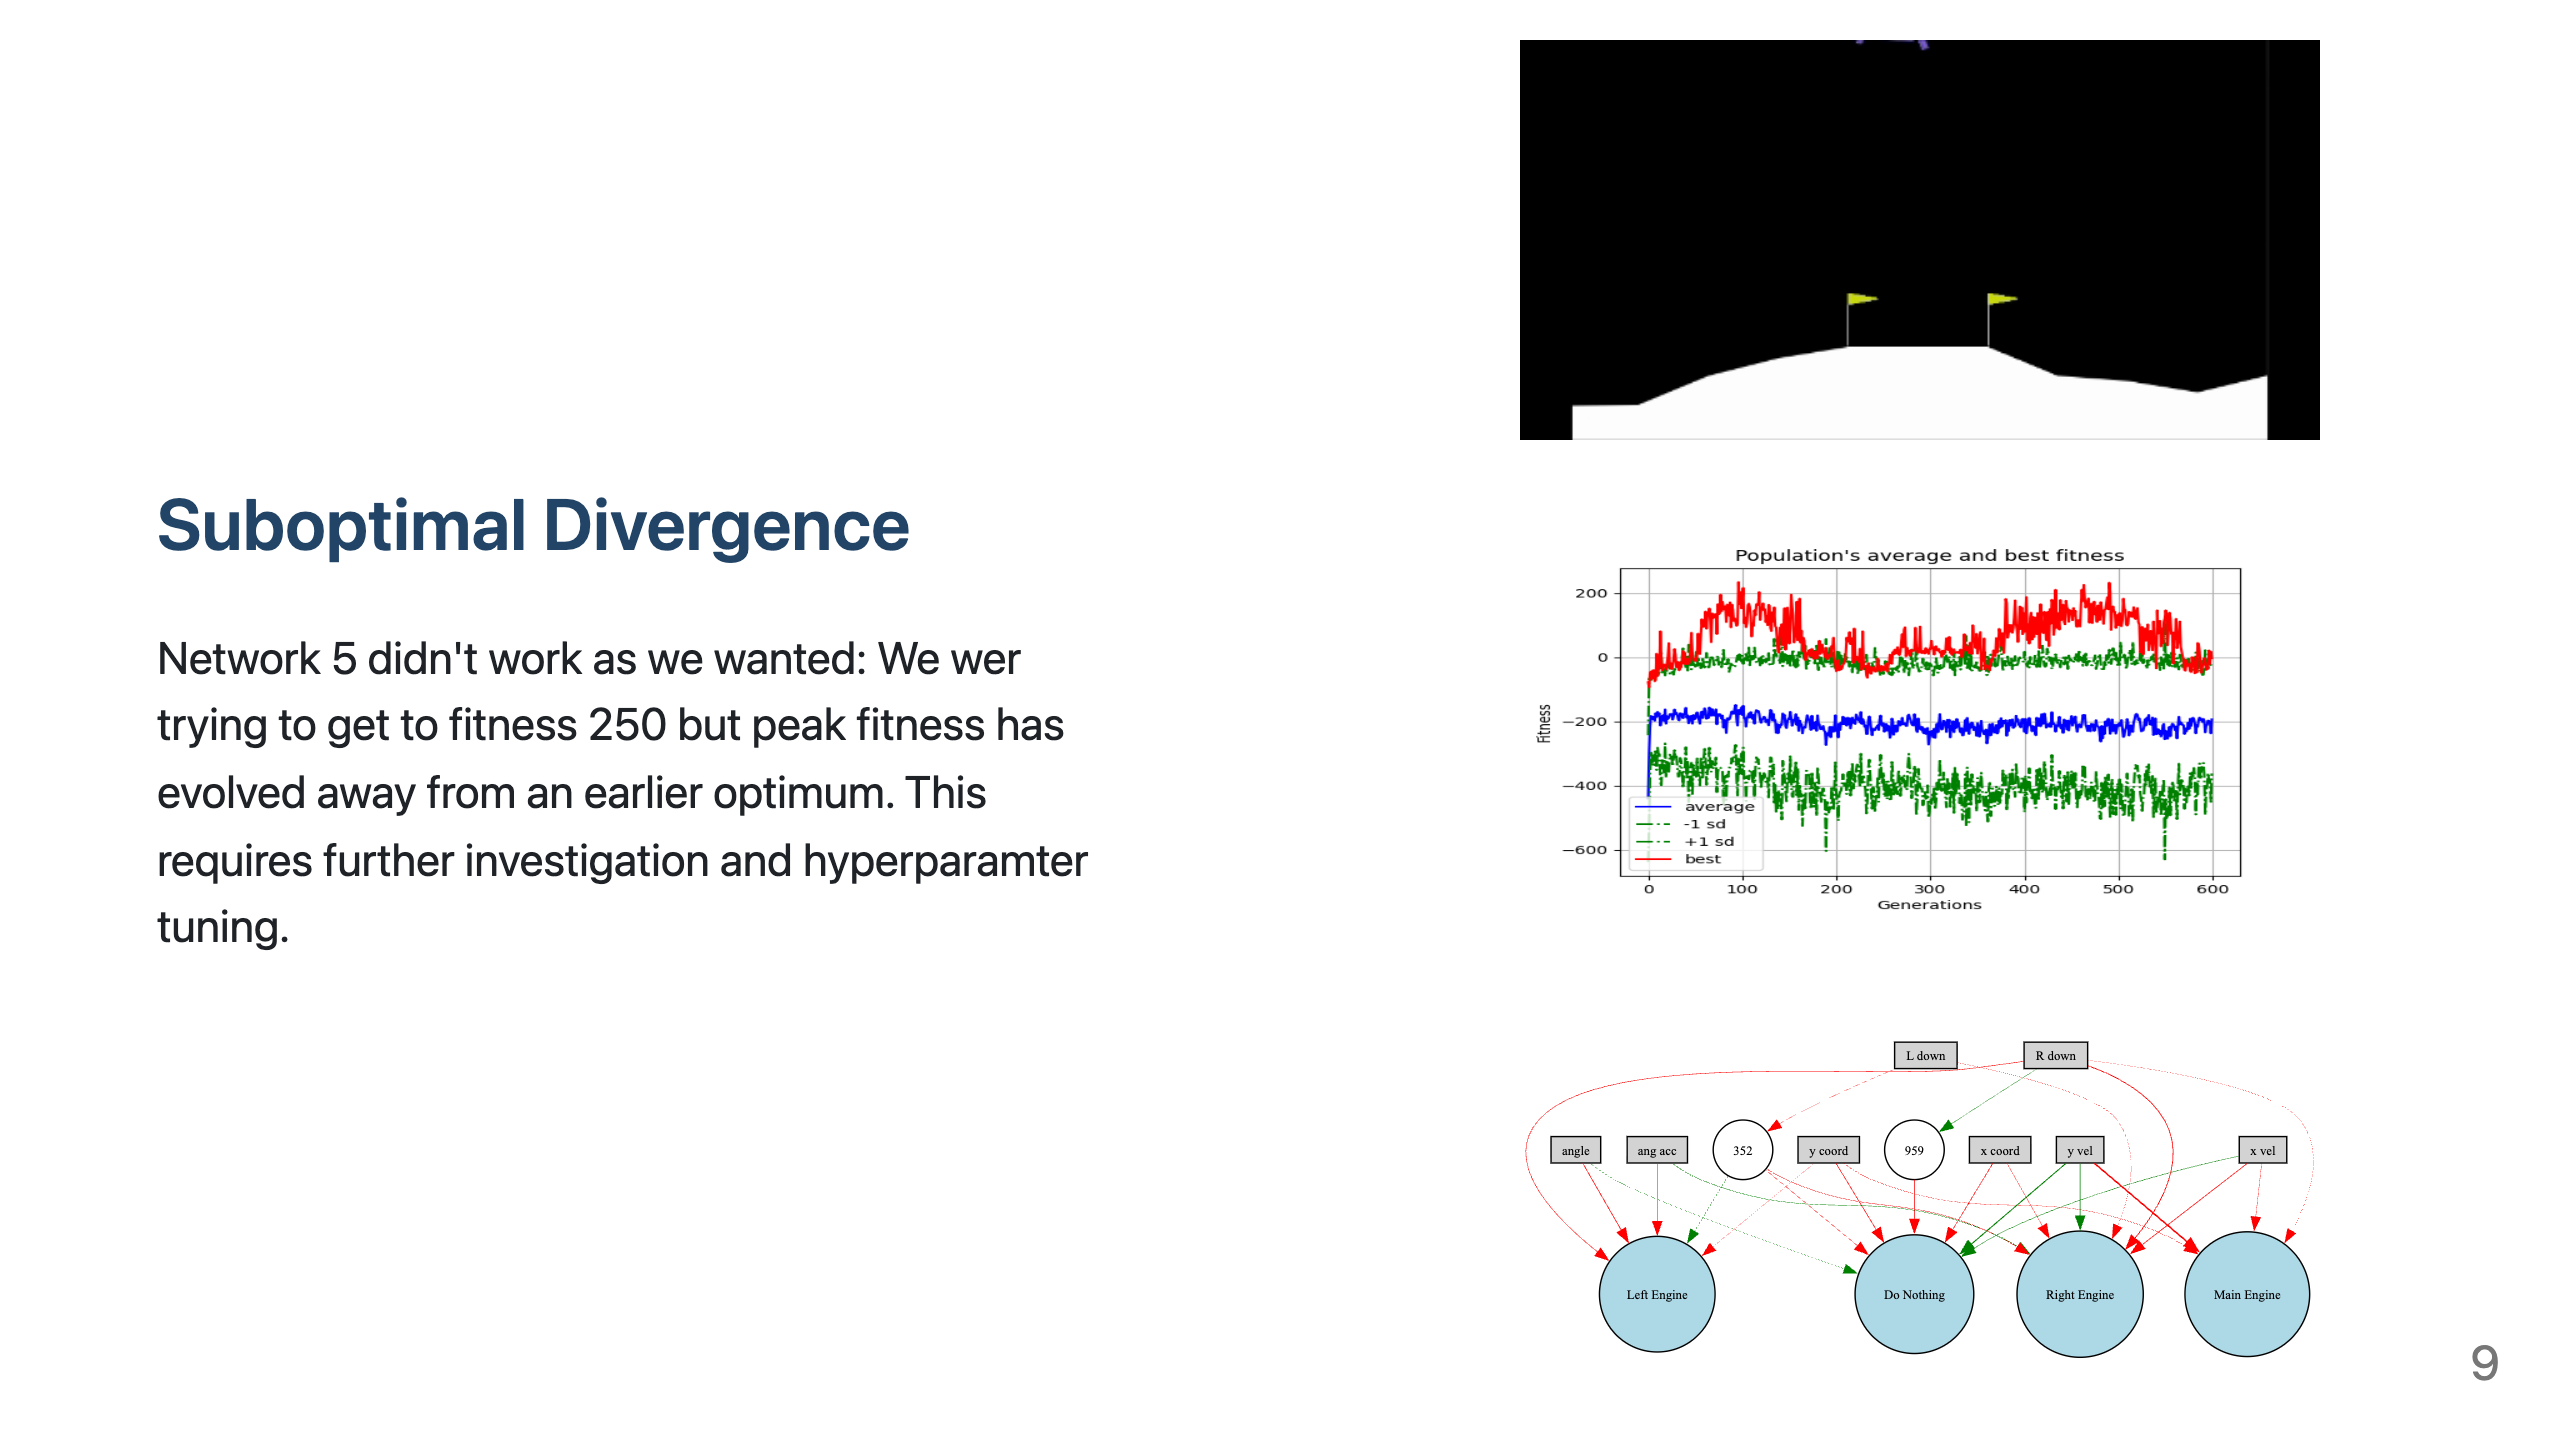 Suboptimal Divergence
Network 5 didn't work as we wanted: We wer
trying to get to fitness 250 but peak fitness has
evolved away from an earlier optimum. This
requires further investigation and hyperparamter
tuning.
Population's average and best fitness
200
0
−200
−400
−600
Fitness
average
-1 sd
+1 sd
best
0 100 200 300 400 500 600
Generations
L down R down
angle ang acc 352 y coord 959 x coord y vel x vel
Left Engine Do Nothing Right Engine Main Engine
9